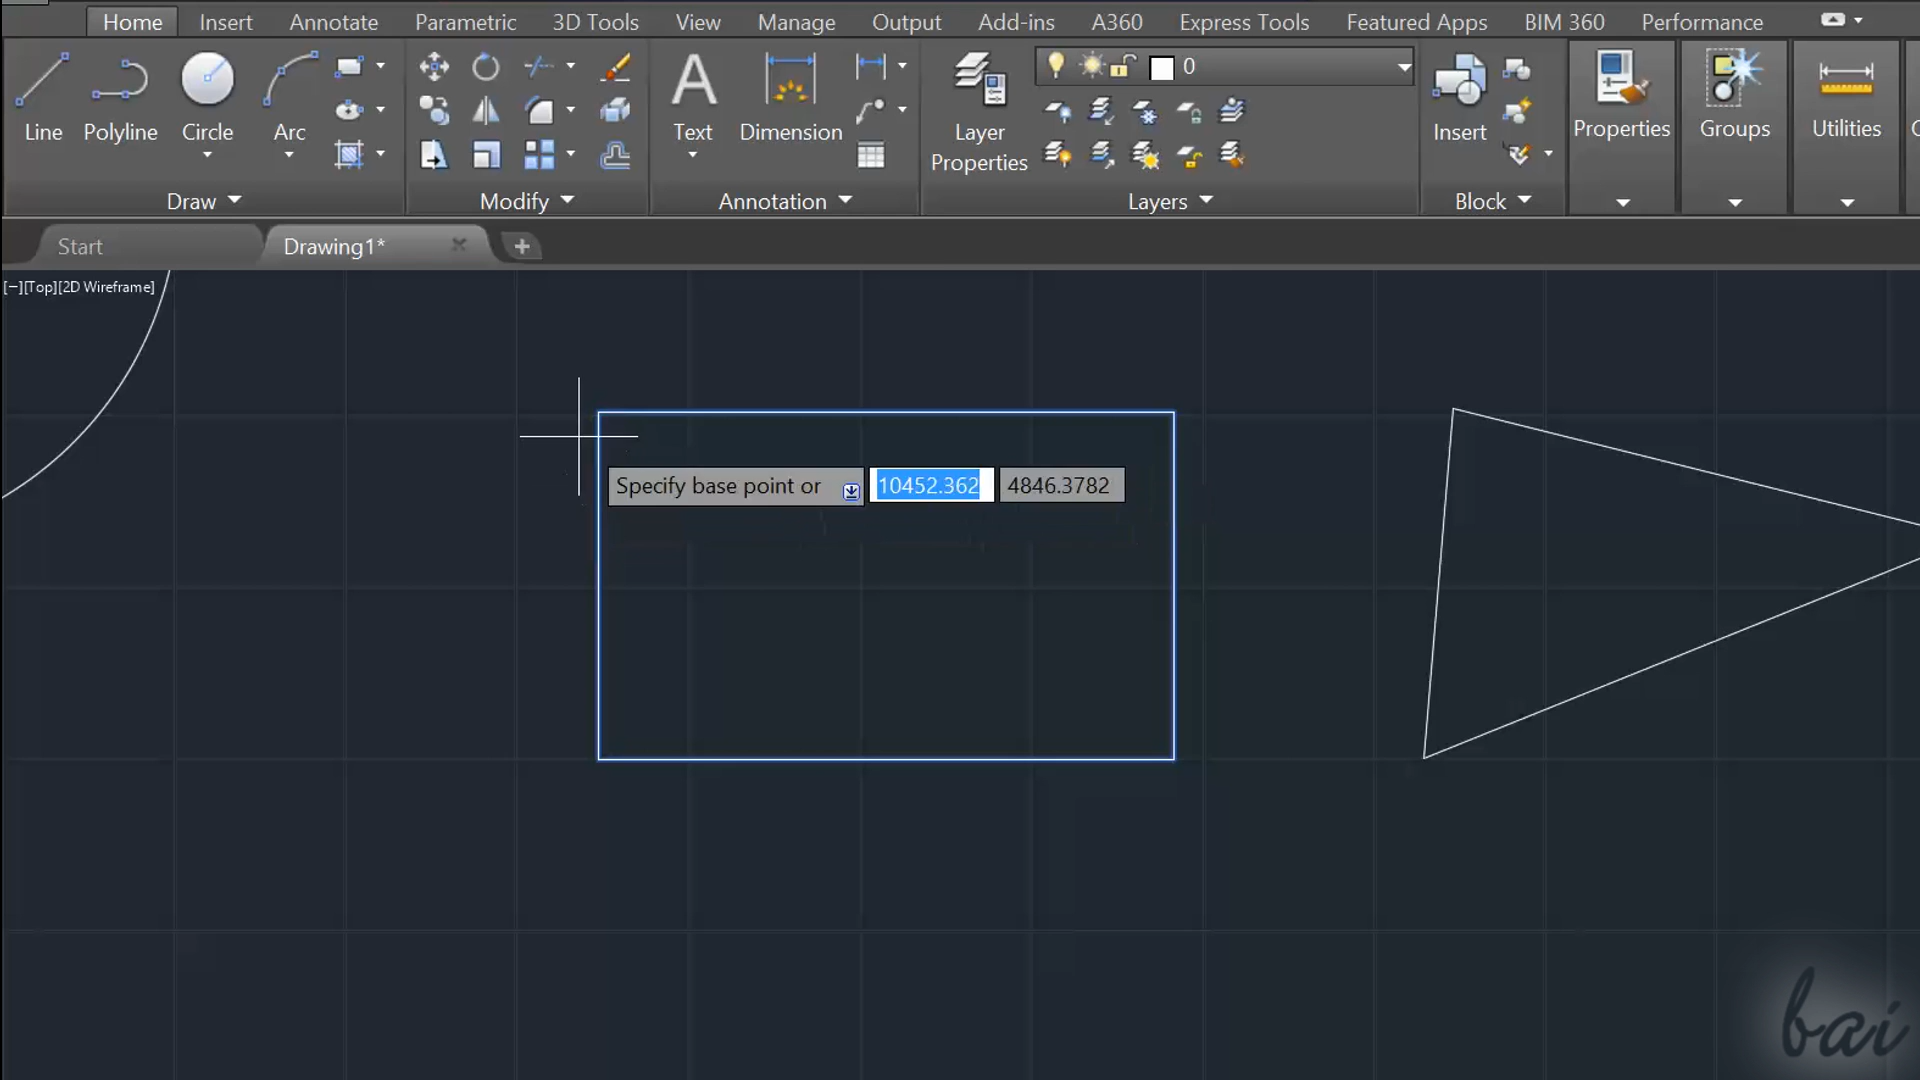 Home Insert Annotate Parametric 3D Tools View Manage Output Add-ins A360 Express Tools Featured Apps BIM 360 Performance
0
Line Polyline Circle Arc Text Dimension Layer Properties Insert Properties Groups Utilities
Draw Modify Annotation Layers Block
Start Drawing1*
[−][Top][2D Wireframe]
Specify base point or 10452.362 4846.3782
bai